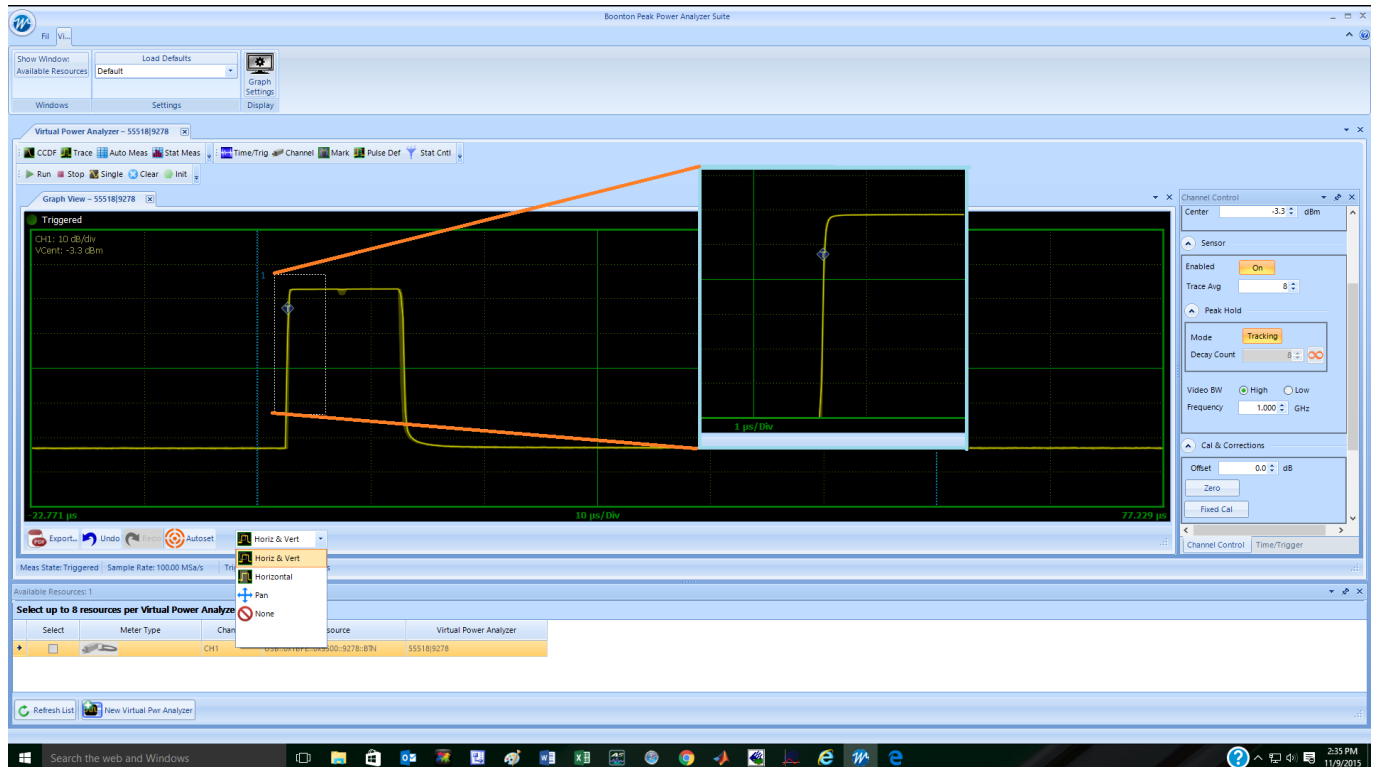 Boonton Peak Power Analyzer Suite
Fil Vi...
Show Window:
Available Resources
Load Defaults
Default
Graph
Settings
Windows Settings Display
Virtual Power Analyzer – 55518|9278
CCDF Trace Auto Meas Stat Meas Time/Trig Channel Mark Pulse Def Stat Cntl
Run Stop Single Clear Init
Graph View – 55518|9278
Triggered
CH1: 10 dB/div
VCent: -3.3 dBm
1
T
T
1 µs/Div
-22.771 µs 10 µs/Div 77.229 µs
Export... Undo Redo Autoset Horiz & Vert
Horiz & Vert
Horizontal
Pan
None
Channel Control
Center -3.3 dBm
Sensor
Enabled On
Trace Avg 8
Peak Hold
Mode Tracking
Decay Count 8
Video BW High Low
Frequency 1.000 GHz
Cal & Corrections
Offset 0.0 dB
Zero
Fixed Cal
Channel Control Time/Trigger
Meas State: Triggered Sample Rate: 100.00 MSa/s
Available Resources: 1
Select up to 8 resources per Virtual Power Analyze
Select Meter Type Chan source Virtual Power Analyzer
CH1 55518|9278
Refresh List New Virtual Pwr Analyzer
Search the web and Windows
2:35 PM
11/9/2015